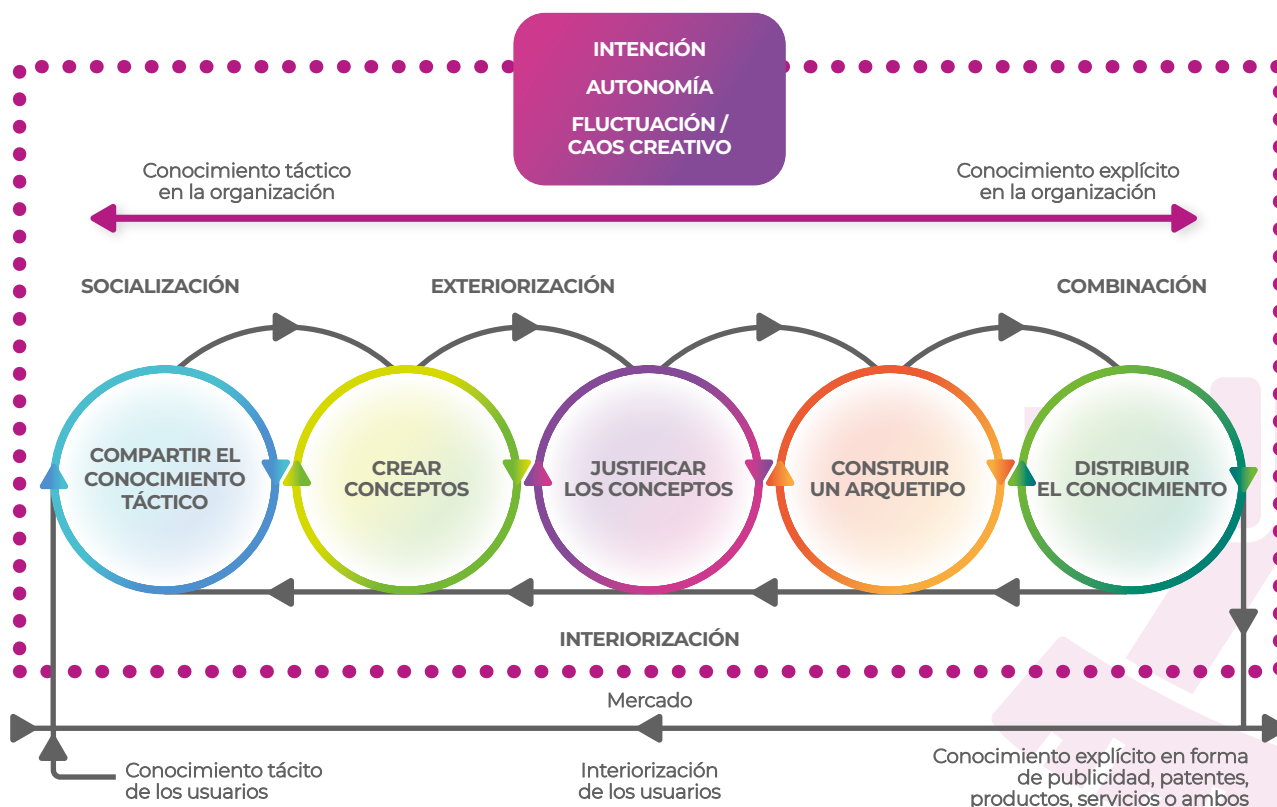 INTENCIÓN
AUTONOMÍA
FLUCTUACIÓN /
CAOS CREATIVO
Conocimiento táctico
en la organización
Conocimiento explícito
en la organización
SOCIALIZACIÓN
EXTERIORIZACIÓN
COMBINACIÓN
COMPARTIR EL
CONOCIMIENTO
TÁCTICO
CREAR
CONCEPTOS
JUSTIFICAR
LOS CONCEPTOS
CONSTRUIR
UN ARQUETIPO
DISTRIBUIR
EL CONOCIMIENTO
INTERIORIZACIÓN
Mercado
Conocimiento tácito
de los usuarios
Interiorización
de los usuarios
Conocimiento explícito en forma
de publicidad, patentes,
productos, servicios o ambos